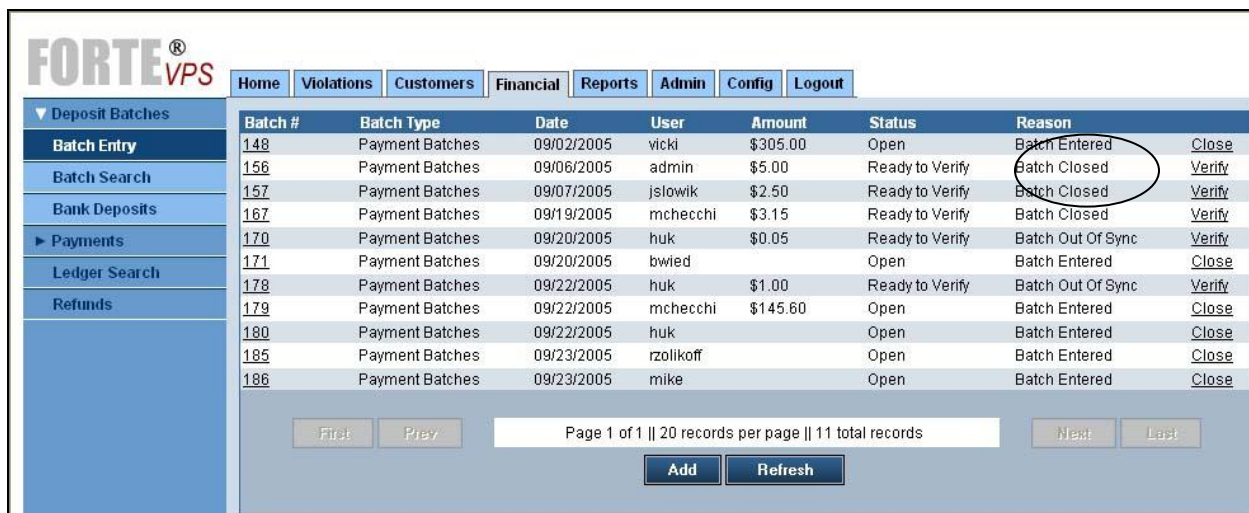 FORTE® VPS
Home Violations Customers Financial Reports Admin Config Logout
▼ Deposit Batches
Batch Entry
Batch Search
Bank Deposits
► Payments
Ledger Search
Refunds
Batch # Batch Type Date User Amount Status Reason
148 Payment Batches 09/02/2005 vicki $305.00 Open Batch Entered Close
156 Payment Batches 09/06/2005 admin $5.00 Ready to Verify Batch Closed Verify
157 Payment Batches 09/07/2005 jslowik $2.50 Ready to Verify Batch Closed Verify
167 Payment Batches 09/19/2005 mchecchi $3.15 Ready to Verify Batch Closed Verify
170 Payment Batches 09/20/2005 huk $0.05 Ready to Verify Batch Out Of Sync Verify
171 Payment Batches 09/20/2005 bwied Open Batch Entered Close
178 Payment Batches 09/22/2005 huk $1.00 Ready to Verify Batch Out Of Sync Verify
179 Payment Batches 09/22/2005 mchecchi $145.60 Open Batch Entered Close
180 Payment Batches 09/22/2005 huk Open Batch Entered Close
185 Payment Batches 09/23/2005 rzolikoff Open Batch Entered Close
186 Payment Batches 09/23/2005 mike Open Batch Entered Close
First Prev Page 1 of 1 || 20 records per page || 11 total records Next Last
Add Refresh